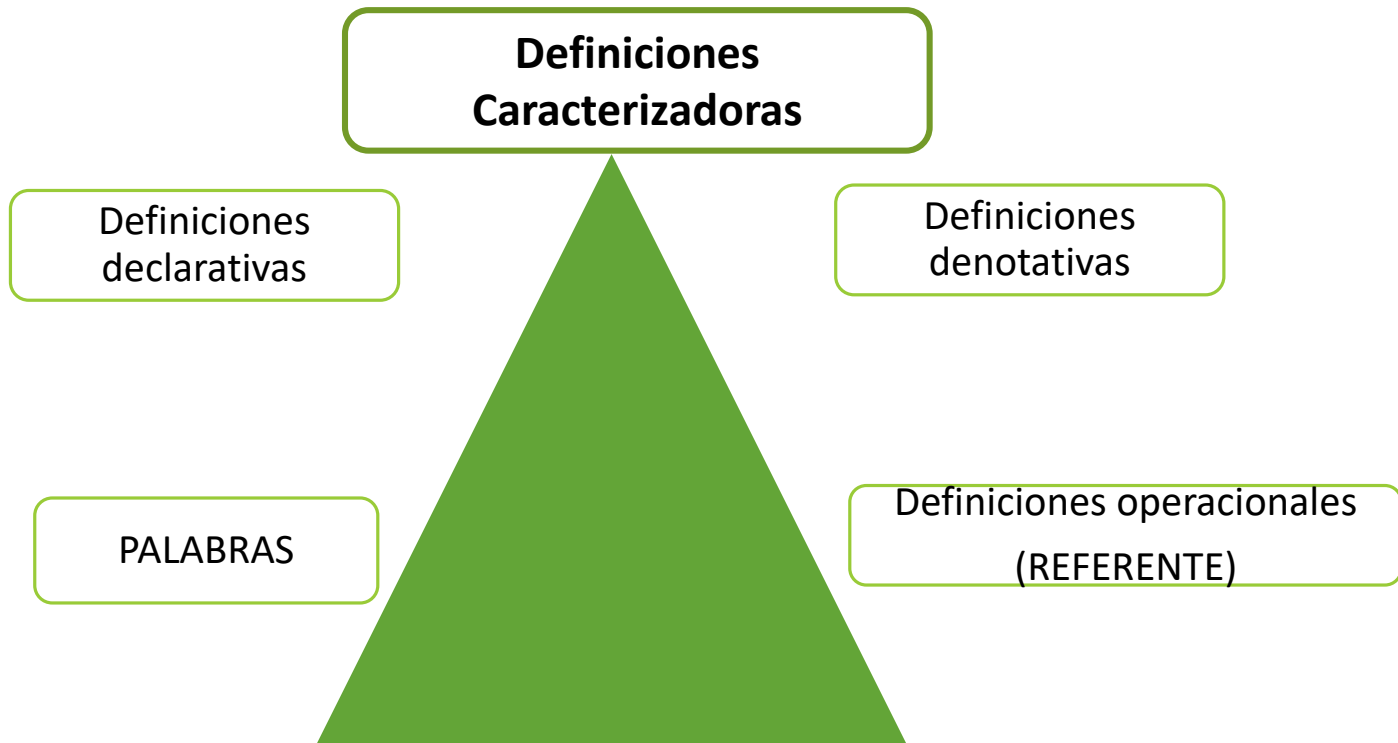 Definiciones
Caracterizadoras
Definiciones
declarativas
Definiciones
denotativas
PALABRAS
Definiciones operacionales
(REFERENTE)